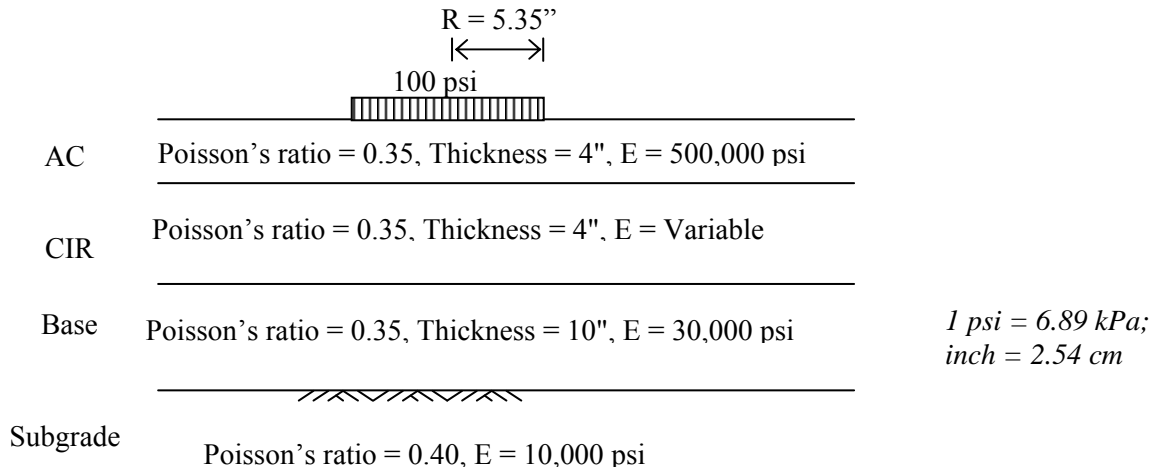 R = 5.35”
100 psi
AC
Poisson’s ratio = 0.35, Thickness = 4", E = 500,000 psi
CIR
Poisson’s ratio = 0.35, Thickness = 4", E = Variable
Base
Poisson’s ratio = 0.35, Thickness = 10", E = 30,000 psi
1 psi = 6.89 kPa;
inch = 2.54 cm
Subgrade
Poisson’s ratio = 0.40, E = 10,000 psi